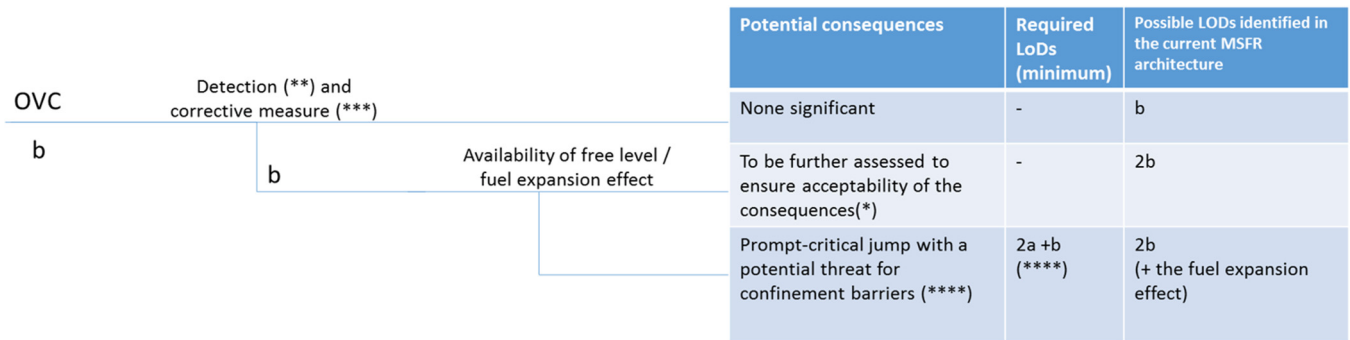 OVC
b
Detection (**) and
corrective measure (***)
b
Availability of free level /
fuel expansion effect
Potential consequences
Required
LoDs
(minimum)
Possible LODs identified in
the current MSFR
architecture
None significant
-
b
To be further assessed to
ensure acceptability of the
consequences(*)
-
2b
Prompt-critical jump with a
potential threat for
confinement barriers (****)
2a +b
(****)
2b
(+ the fuel expansion
effect)